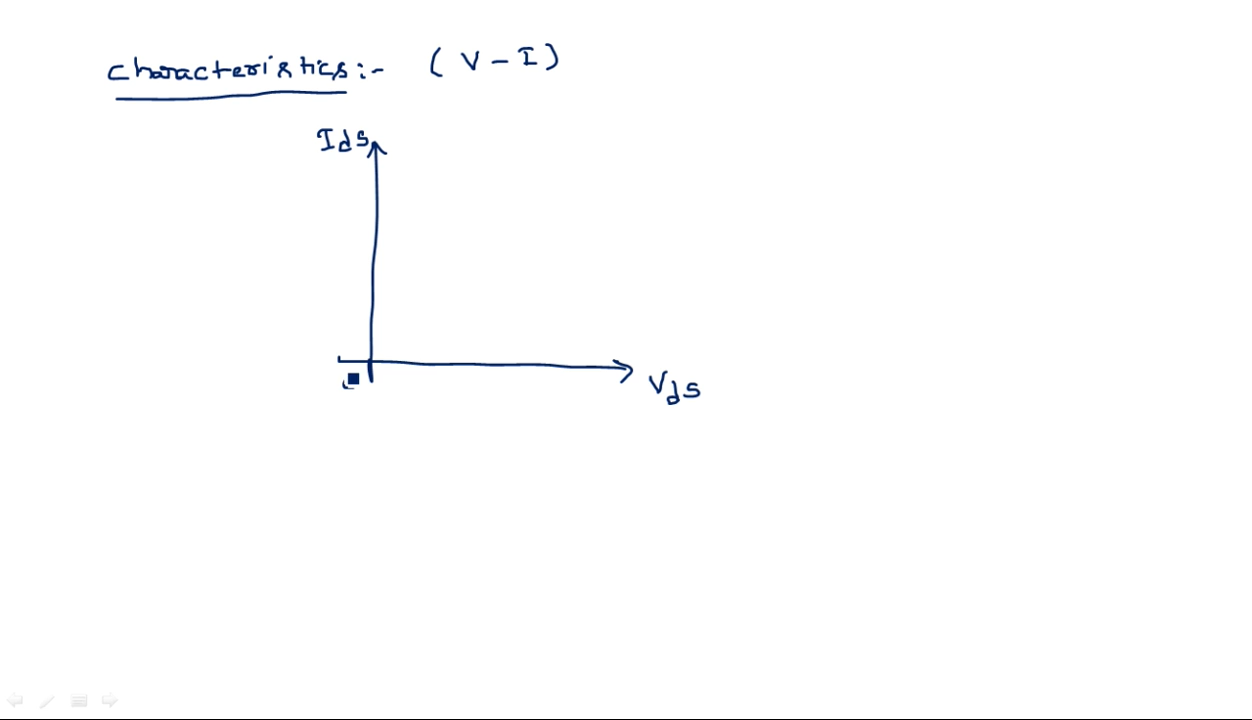 Characteristics :- ( V - I )
Ids
Vds